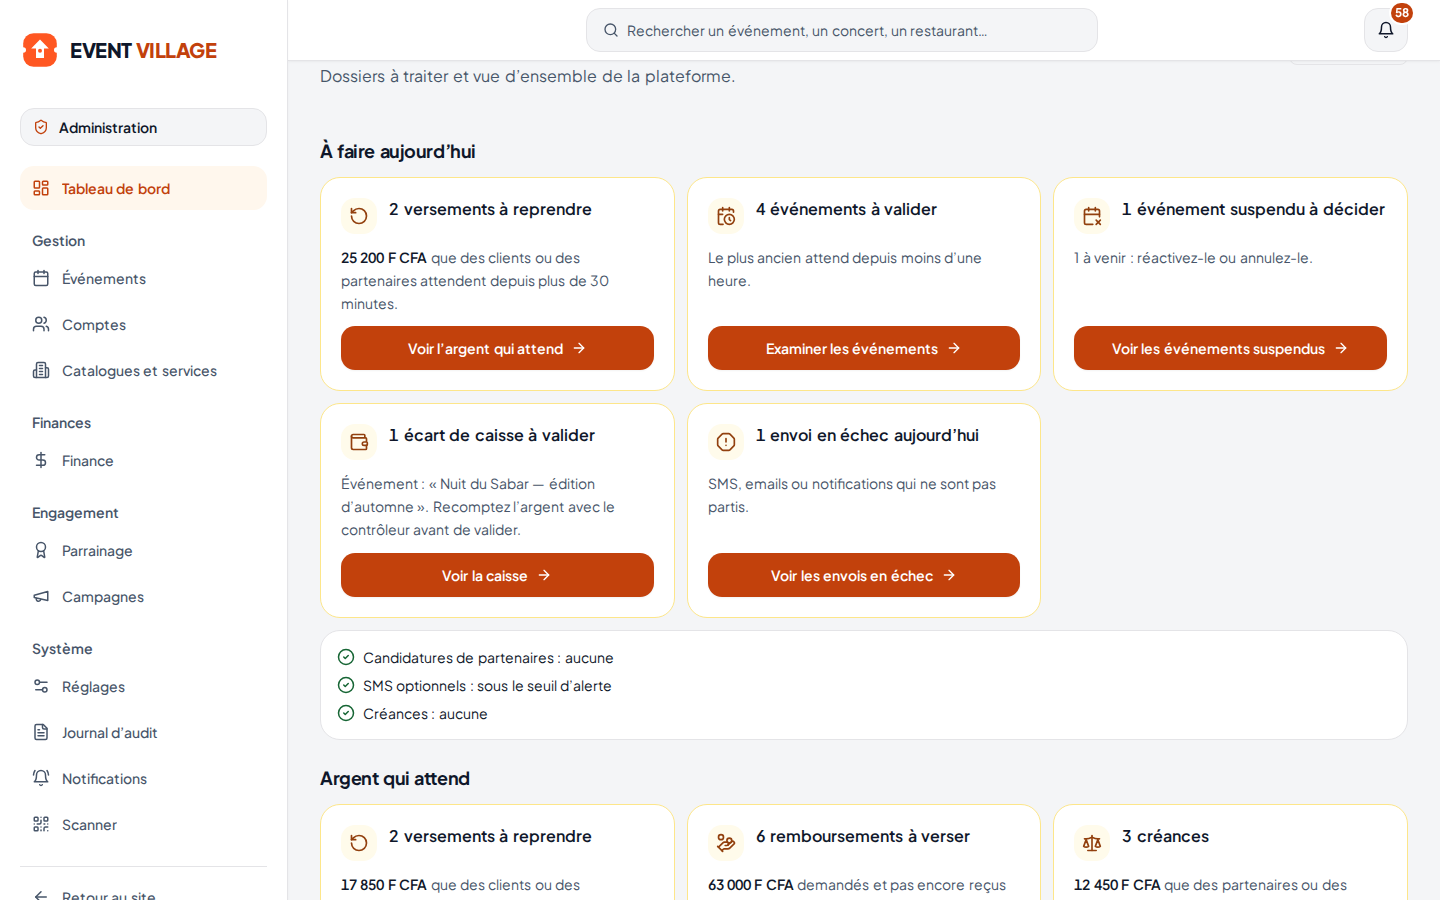 EVENT VILLAGE
Rechercher un événement, un concert, un restaurant…
58
Administration
Tableau de bord
Gestion
Événements
Comptes
Catalogues et services
Finances
Finance
Engagement
Parrainage
Campagnes
Système
Réglages
Journal d’audit
Notifications
Scanner
Retour au site
Dossiers à traiter et vue d’ensemble de la plateforme.
À faire aujourd’hui
2 versements à reprendre
25 200 F CFA que des clients ou des
partenaires attendent depuis plus de 30
minutes.
Voir l’argent qui attend
4 événements à valider
Le plus ancien attend depuis moins d’une
heure.
Examiner les événements
1 événement suspendu à décider
1 à venir : réactivez-le ou annulez-le.
Voir les événements suspendus
1 écart de caisse à valider
Événement : « Nuit du Sabar — édition
d’automne ». Recomptez l’argent avec le
contrôleur avant de valider.
Voir la caisse
1 envoi en échec aujourd’hui
SMS, emails ou notifications qui ne sont pas
partis.
Voir les envois en échec
Candidatures de partenaires : aucune
SMS optionnels : sous le seuil d’alerte
Créances : aucune
Argent qui attend
2 versements à reprendre
17 850 F CFA que des clients ou des
6 remboursements à verser
63 000 F CFA demandés et pas encore reçus
3 créances
12 450 F CFA que des partenaires ou des